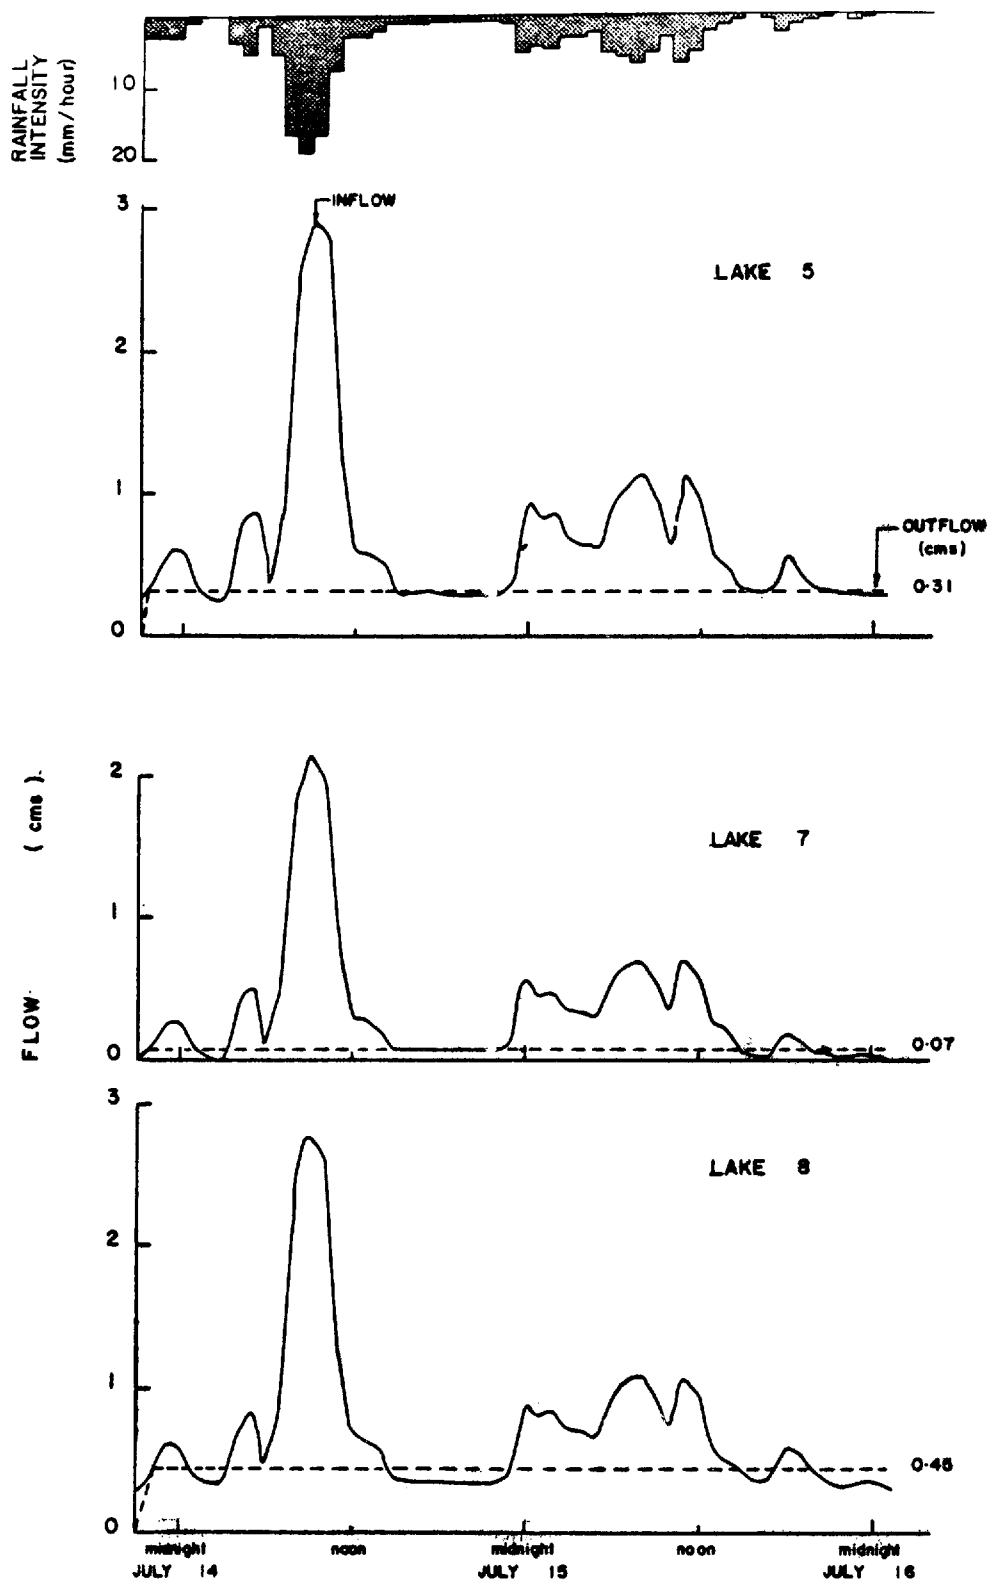 RAINFALL
INTENSITY
(mm/hour)
10
20
3
INFLOW
LAKE 5
2
1
OUTFLOW
(cms)
0.31
0
2
LAKE 7
1
FLOW (cms).
0.07
0
3
LAKE 8
2
1
0.45
0
midnight noon midnight noon midnight
JULY 14 JULY 15 JULY 16